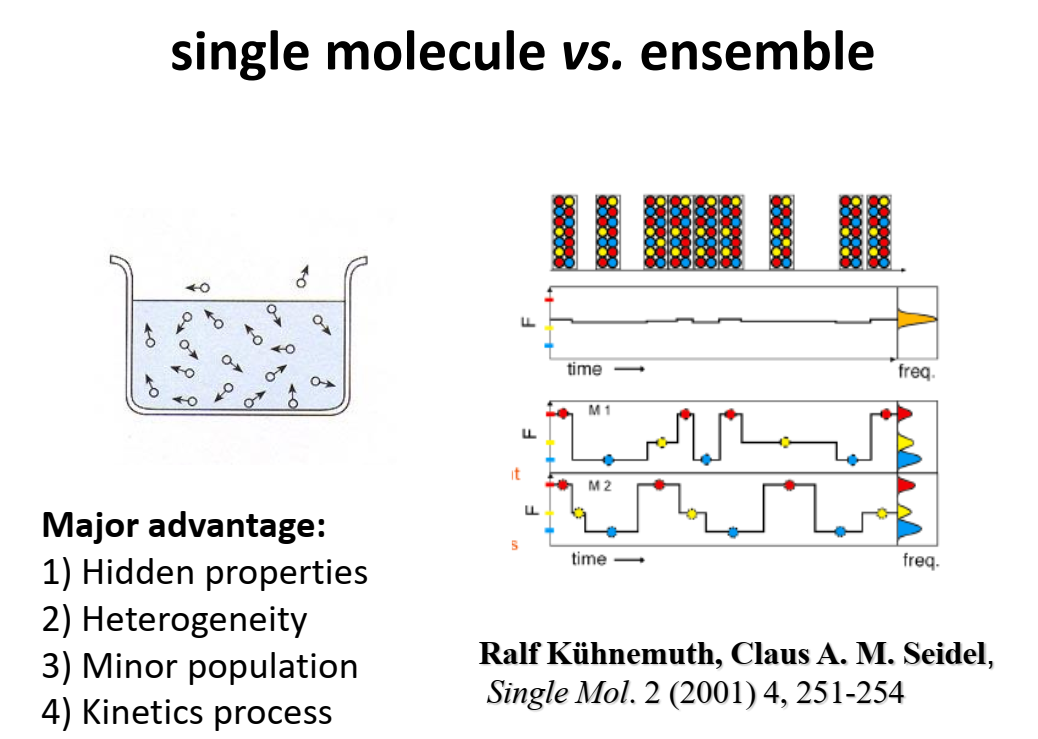 single molecule vs. ensemble
F
time
freq.
F
M 1
t
F
M 2
s
time
freq.
Major advantage:
1) Hidden properties
2) Heterogeneity
3) Minor population
4) Kinetics process
Ralf Kühnemuth, Claus A. M. Seidel,
Single Mol. 2 (2001) 4, 251-254